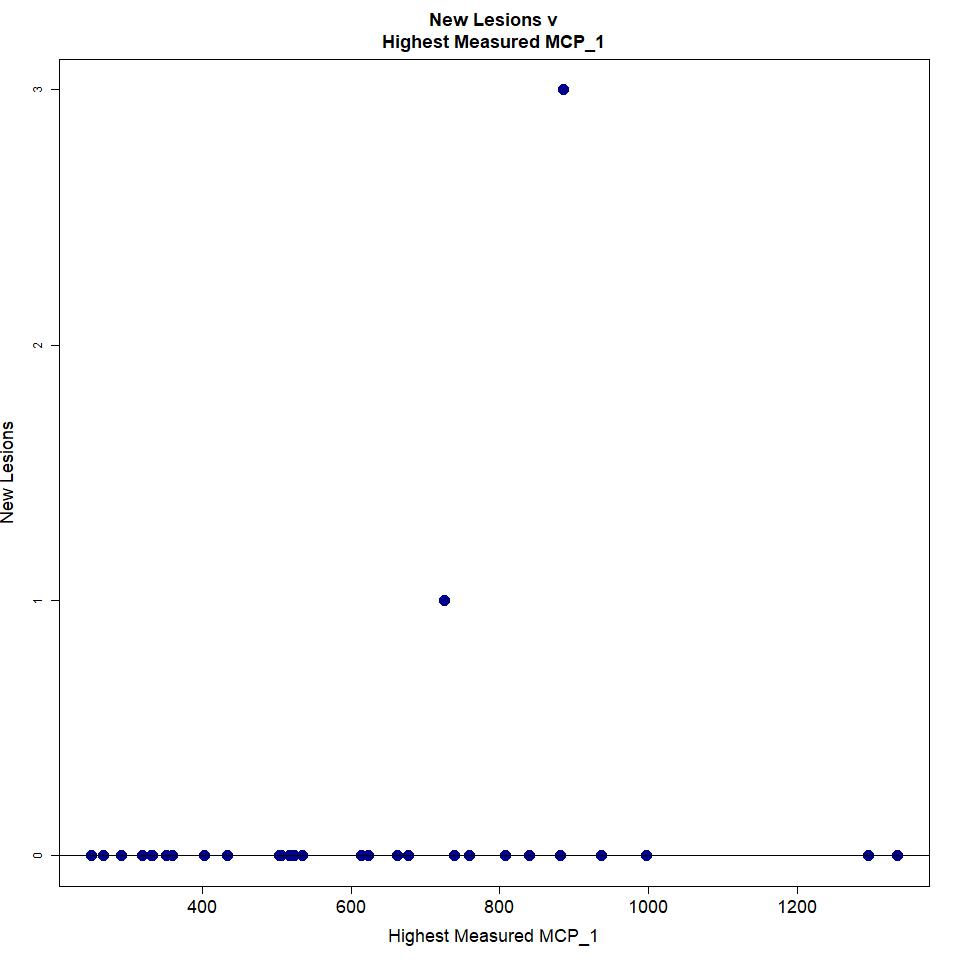 New Lesions v
Highest Measured MCP_1
3
2
1
0
New Lesions
400 600 800 1000 1200
Highest Measured MCP_1